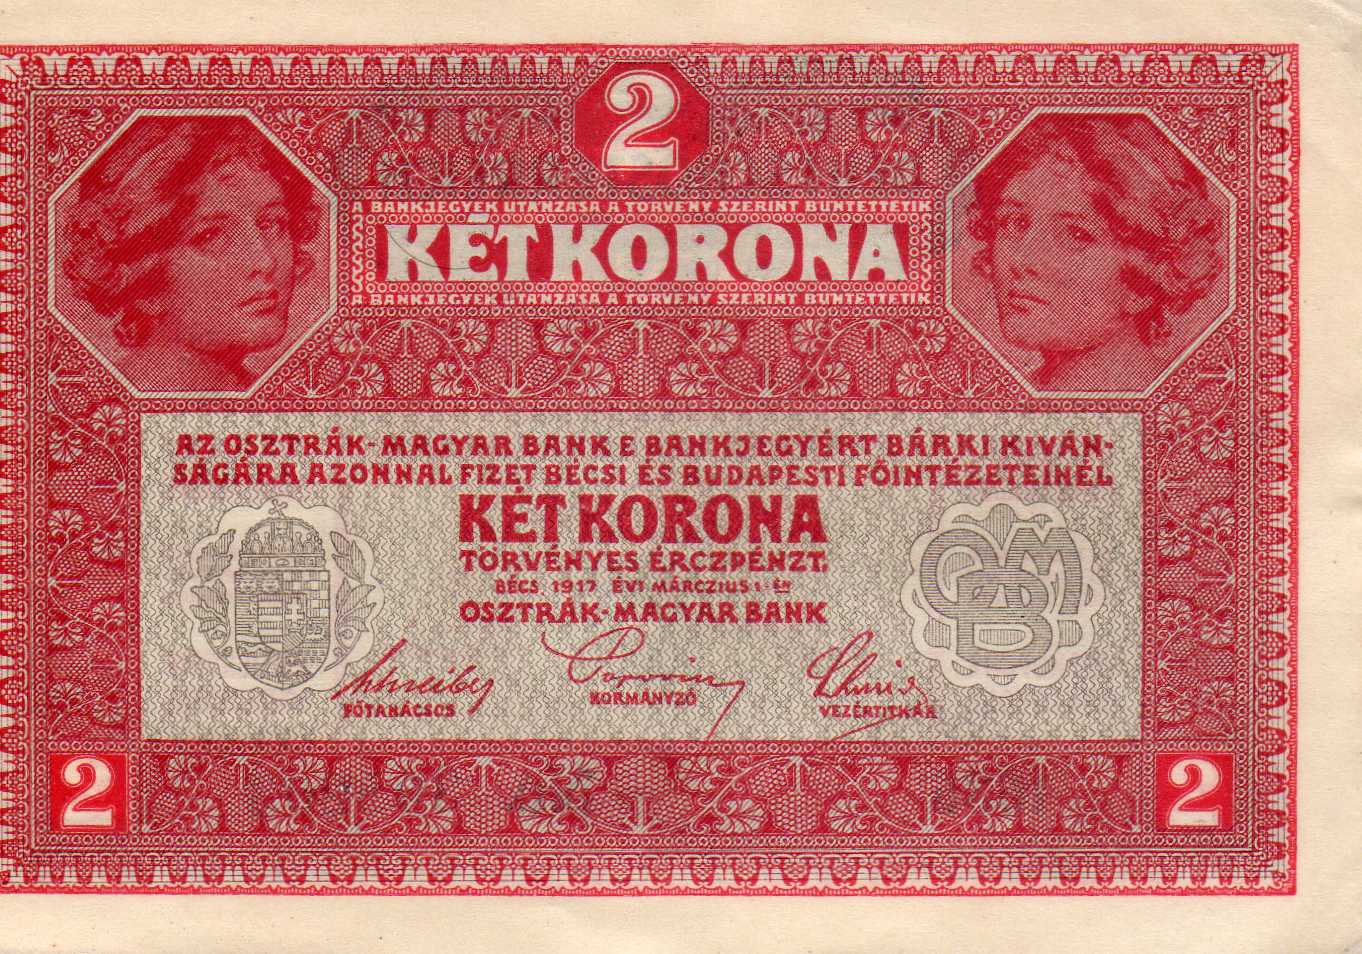 2
A BANKJEGYEK UTÁNZÁSA A TÖRVÉNY SZERINT BÜNTETTETIK
KÉT KORONA
A BANKJEGYEK UTÁNZÁSA A TÖRVÉNY SZERINT BÜNTETTETIK
AZ OSZTRÁK-MAGYAR BANK E BANKJEGYÉRT BÁRKI KIVÁN-
SÁGÁRA AZONNAL FIZET BÉCSI ÉS BUDAPESTI FŐINTÉZETEINÉL
KÉT KORONA
TÖRVÉNYES ÉRCZPÉNZT.
BÉCS, 1917 ÉVI MÁRCZIUS 1-ÉN
OSZTRÁK-MAGYAR BANK
FŐTANÁCSOS KORMÁNYZÓ VEZÉRTITKÁR
2 2